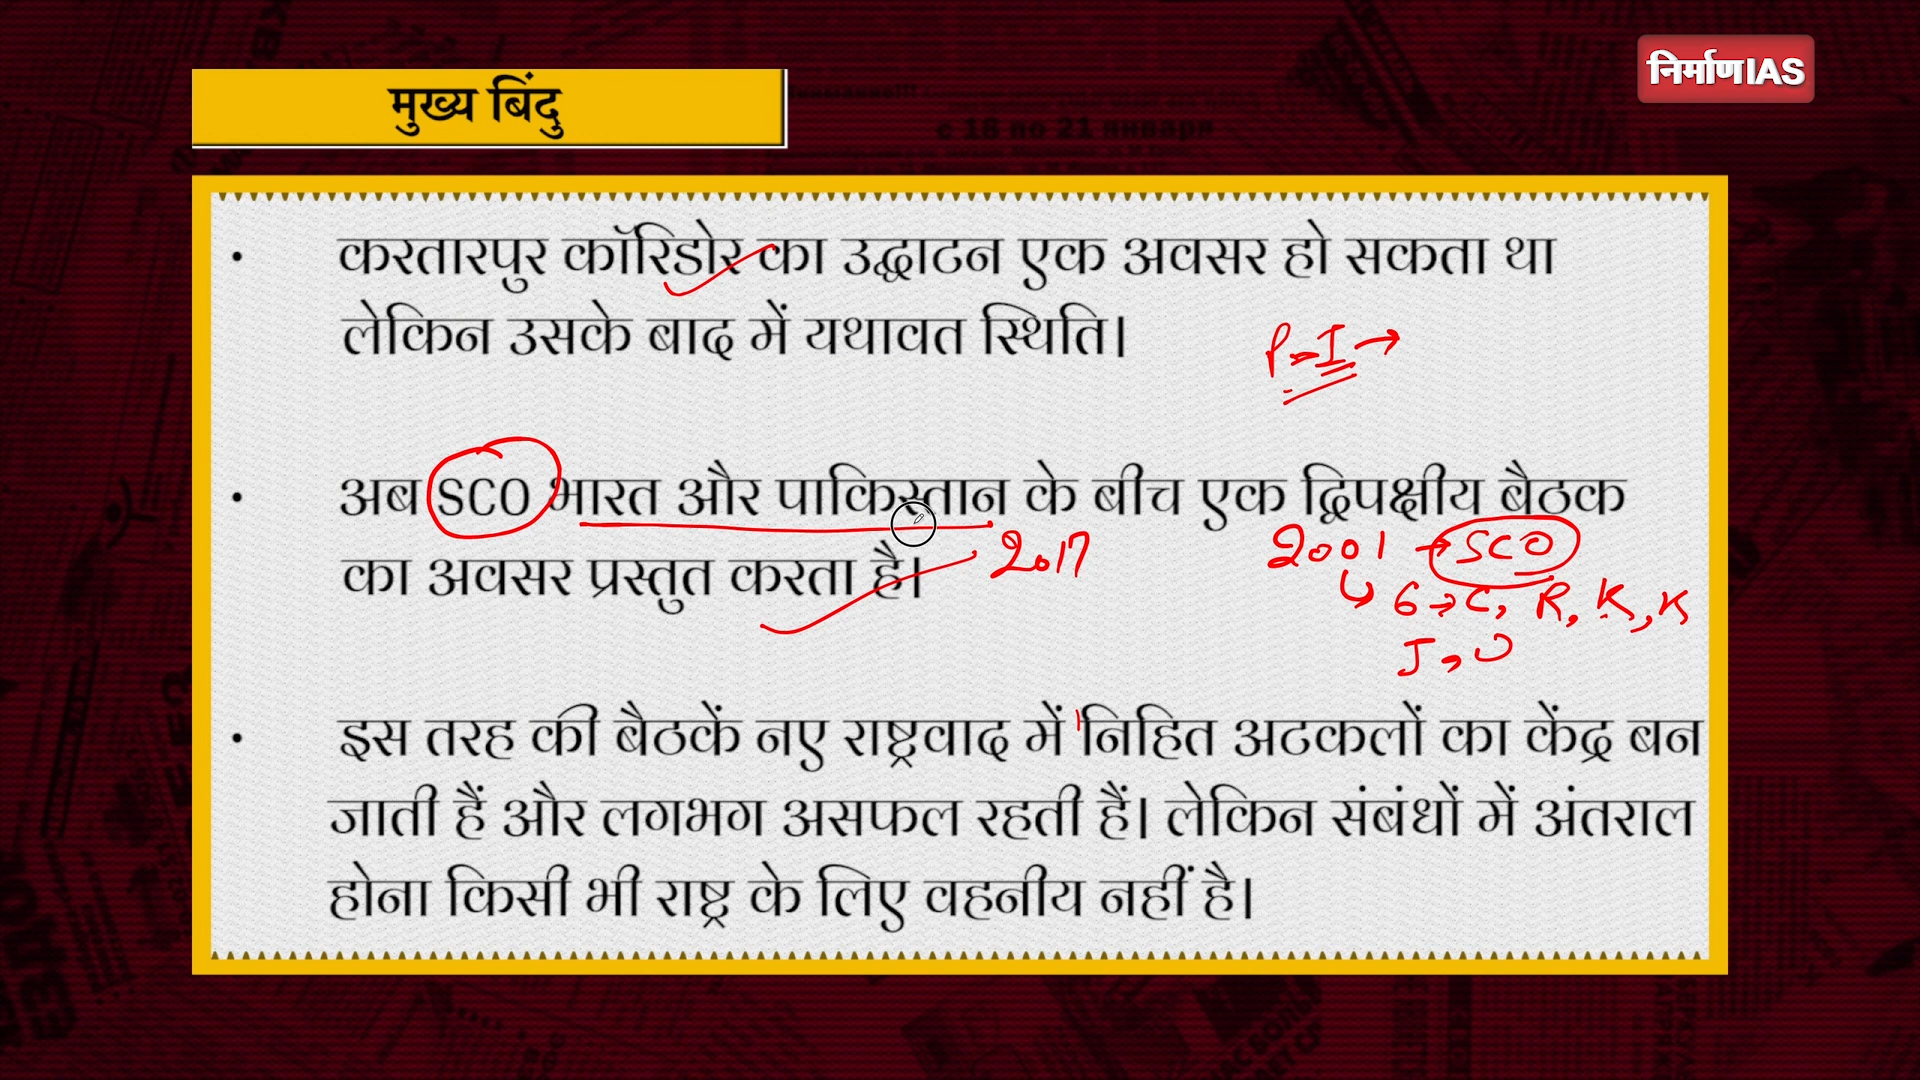 निर्माण IAS
मुख्य बिंदु
• करतारपुर कॉरिडोर का उद्घाटन एक अवसर हो सकता था
लेकिन उसके बाद में यथावत स्थिति।
P-I→
• अब SCO भारत और पाकिस्तान के बीच एक द्विपक्षीय बैठक
का अवसर प्रस्तुत करता है।
2017
2001 → SCO
6→C, R, K, K
J, U
• इस तरह की बैठकें नए राष्ट्रवाद में निहित अटकलों का केंद्र बन
जाती हैं और लगभग असफल रहती हैं। लेकिन संबंधों में अंतराल
होना किसी भी राष्ट्र के लिए वहनीय नहीं है।